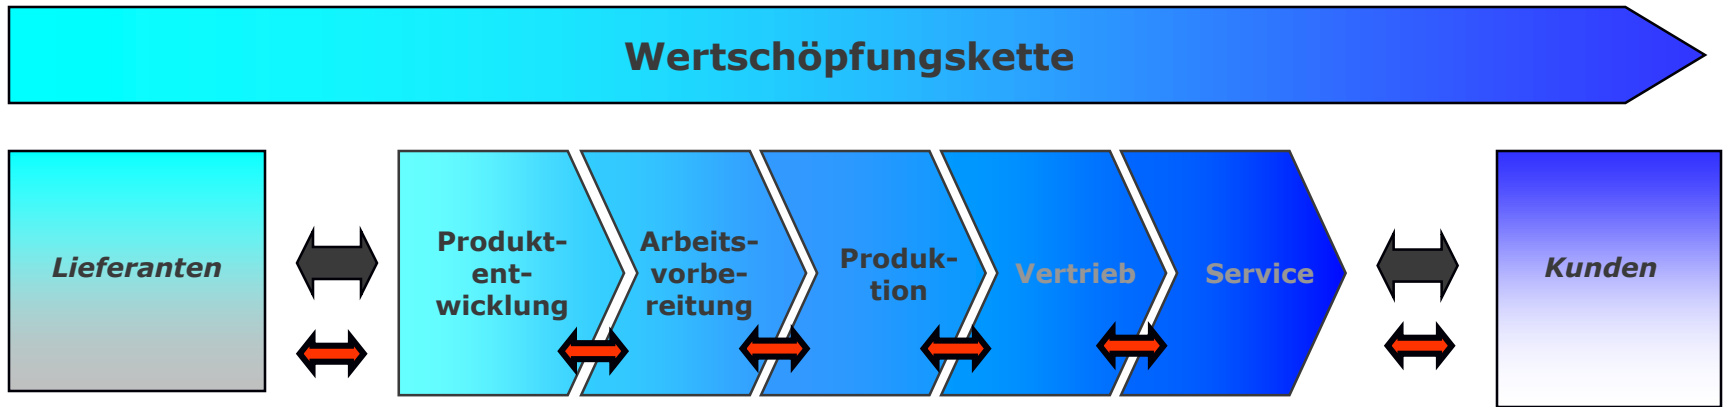 Wertschöpfungskette
Lieferanten
Produkt-
ent-
wicklung
Arbeits-
vorbe-
reitung
Produk-
tion
Vertrieb
Service
Kunden